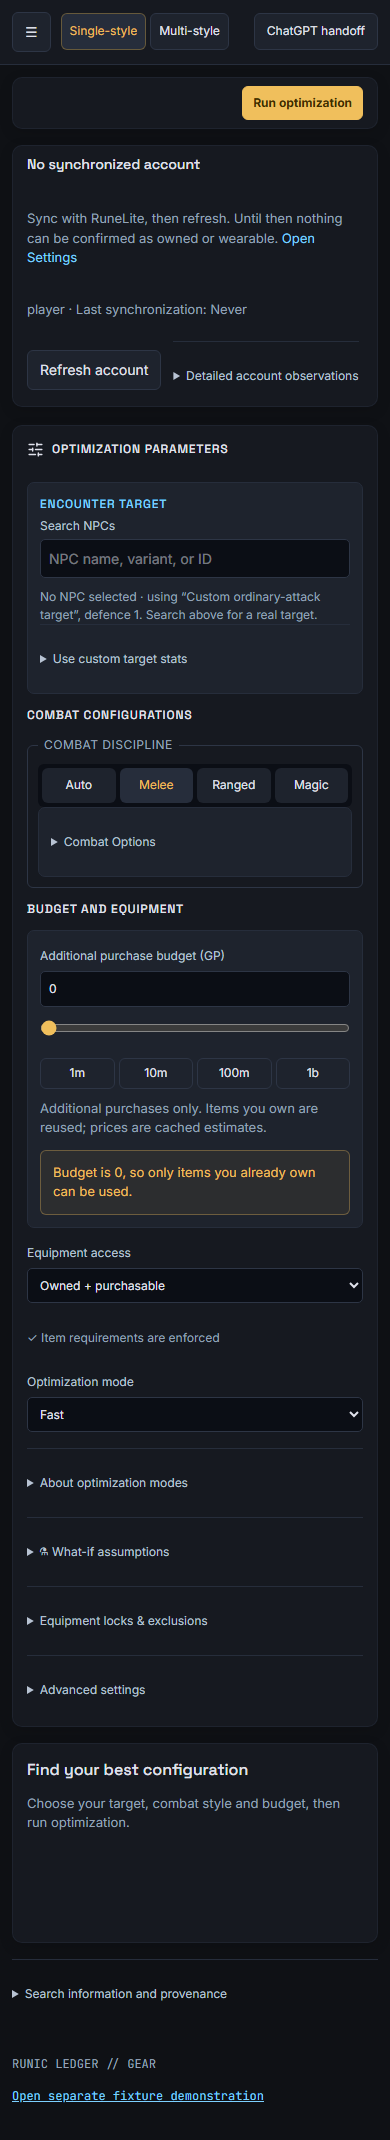 ☰ Single-style Multi-style ChatGPT handoff
Run optimization
No synchronized account
Sync with RuneLite, then refresh. Until then nothing
can be confirmed as owned or wearable. Open
Settings
player · Last synchronization: Never
Refresh account
▶ Detailed account observations
OPTIMIZATION PARAMETERS
ENCOUNTER TARGET
Search NPCs
NPC name, variant, or ID
No NPC selected · using “Custom ordinary-attack
target”, defence 1. Search above for a real target.
▶ Use custom target stats
COMBAT CONFIGURATIONS
COMBAT DISCIPLINE
Auto Melee Ranged Magic
▶ Combat Options
BUDGET AND EQUIPMENT
Additional purchase budget (GP)
0
1m 10m 100m 1b
Additional purchases only. Items you own are
reused; prices are cached estimates.
Budget is 0, so only items you already own
can be used.
Equipment access
Owned + purchasable
✓ Item requirements are enforced
Optimization mode
Fast
▶ About optimization modes
▶ ⚗ What-if assumptions
▶ Equipment locks & exclusions
▶ Advanced settings
Find your best configuration
Choose your target, combat style and budget, then
run optimization.
▶ Search information and provenance
RUNIC LEDGER // GEAR
Open separate fixture demonstration